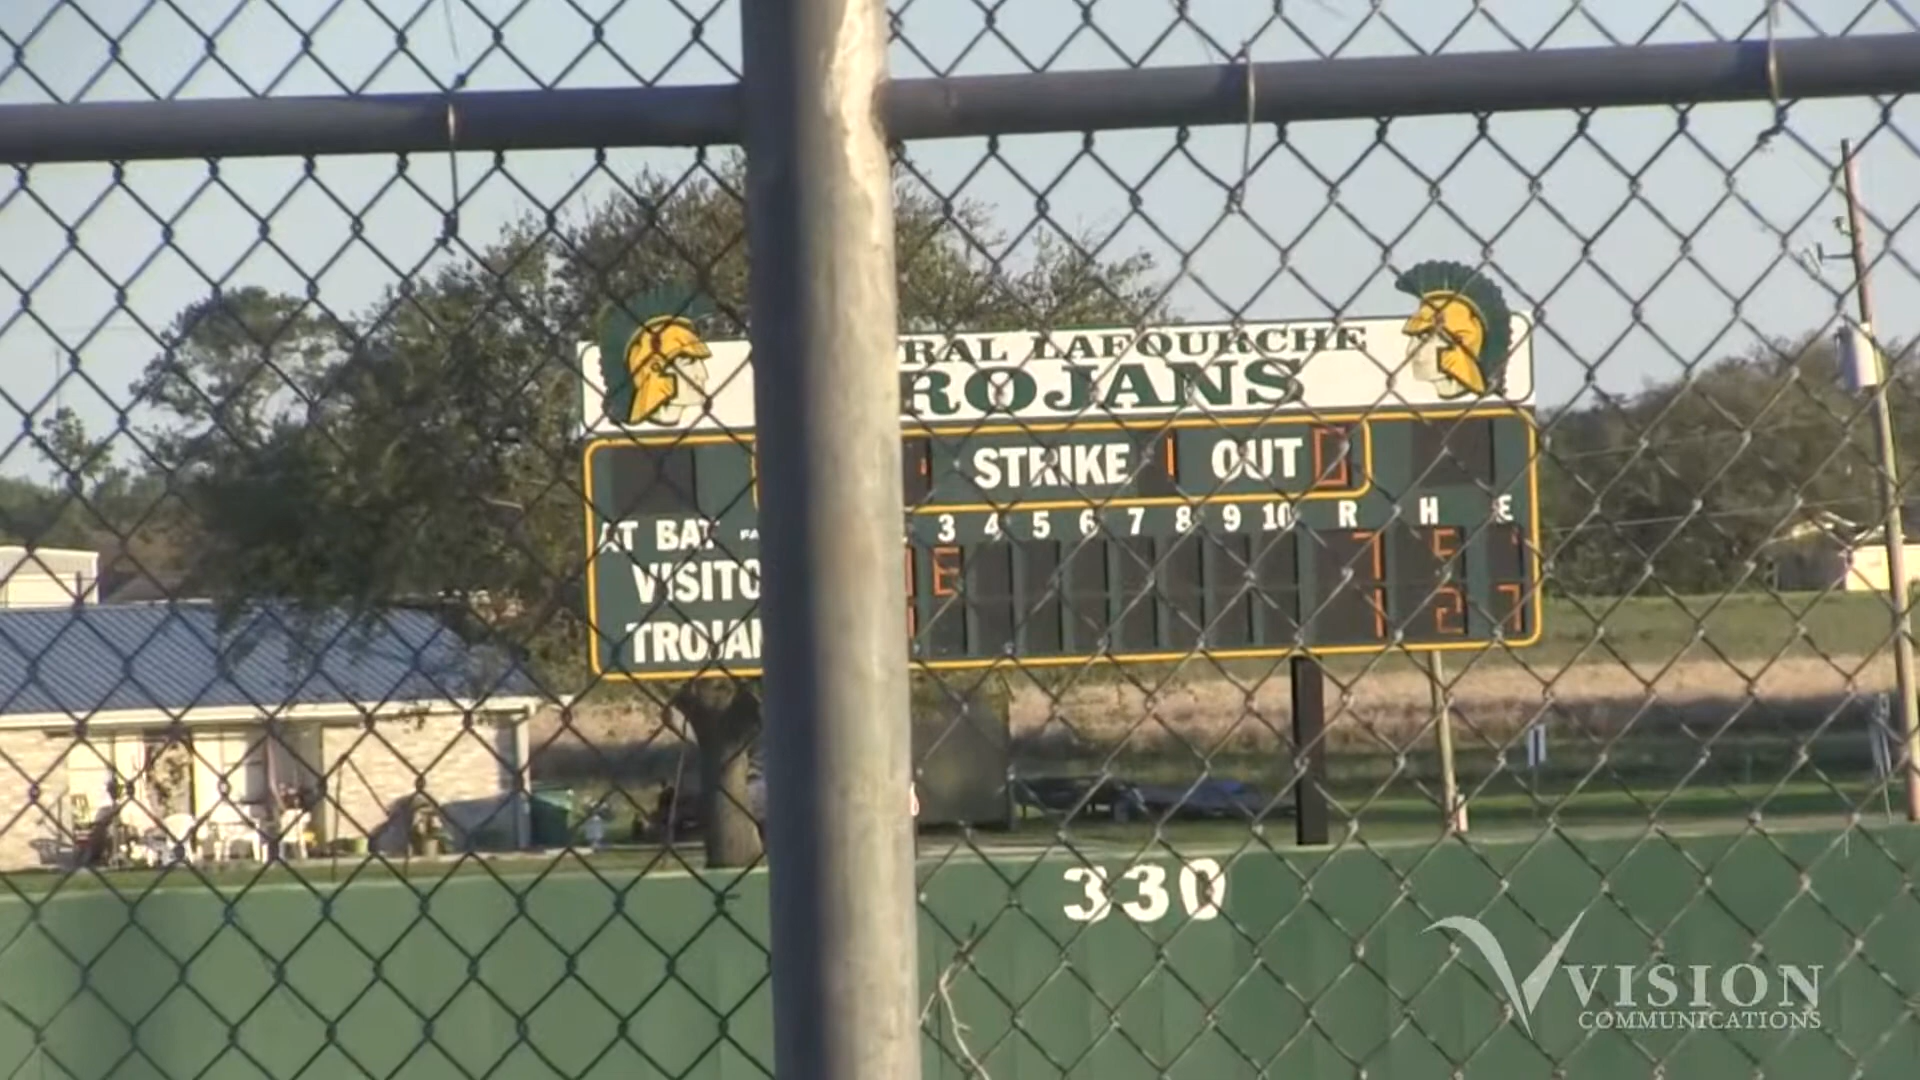 RAL LAFOURCHE
ROJANS
STRIKE OUT
3 4 5 6 7 8 9 10 R H E
AT BAT
VISITO
TROJAN
330
VISION
COMMUNICATIONS